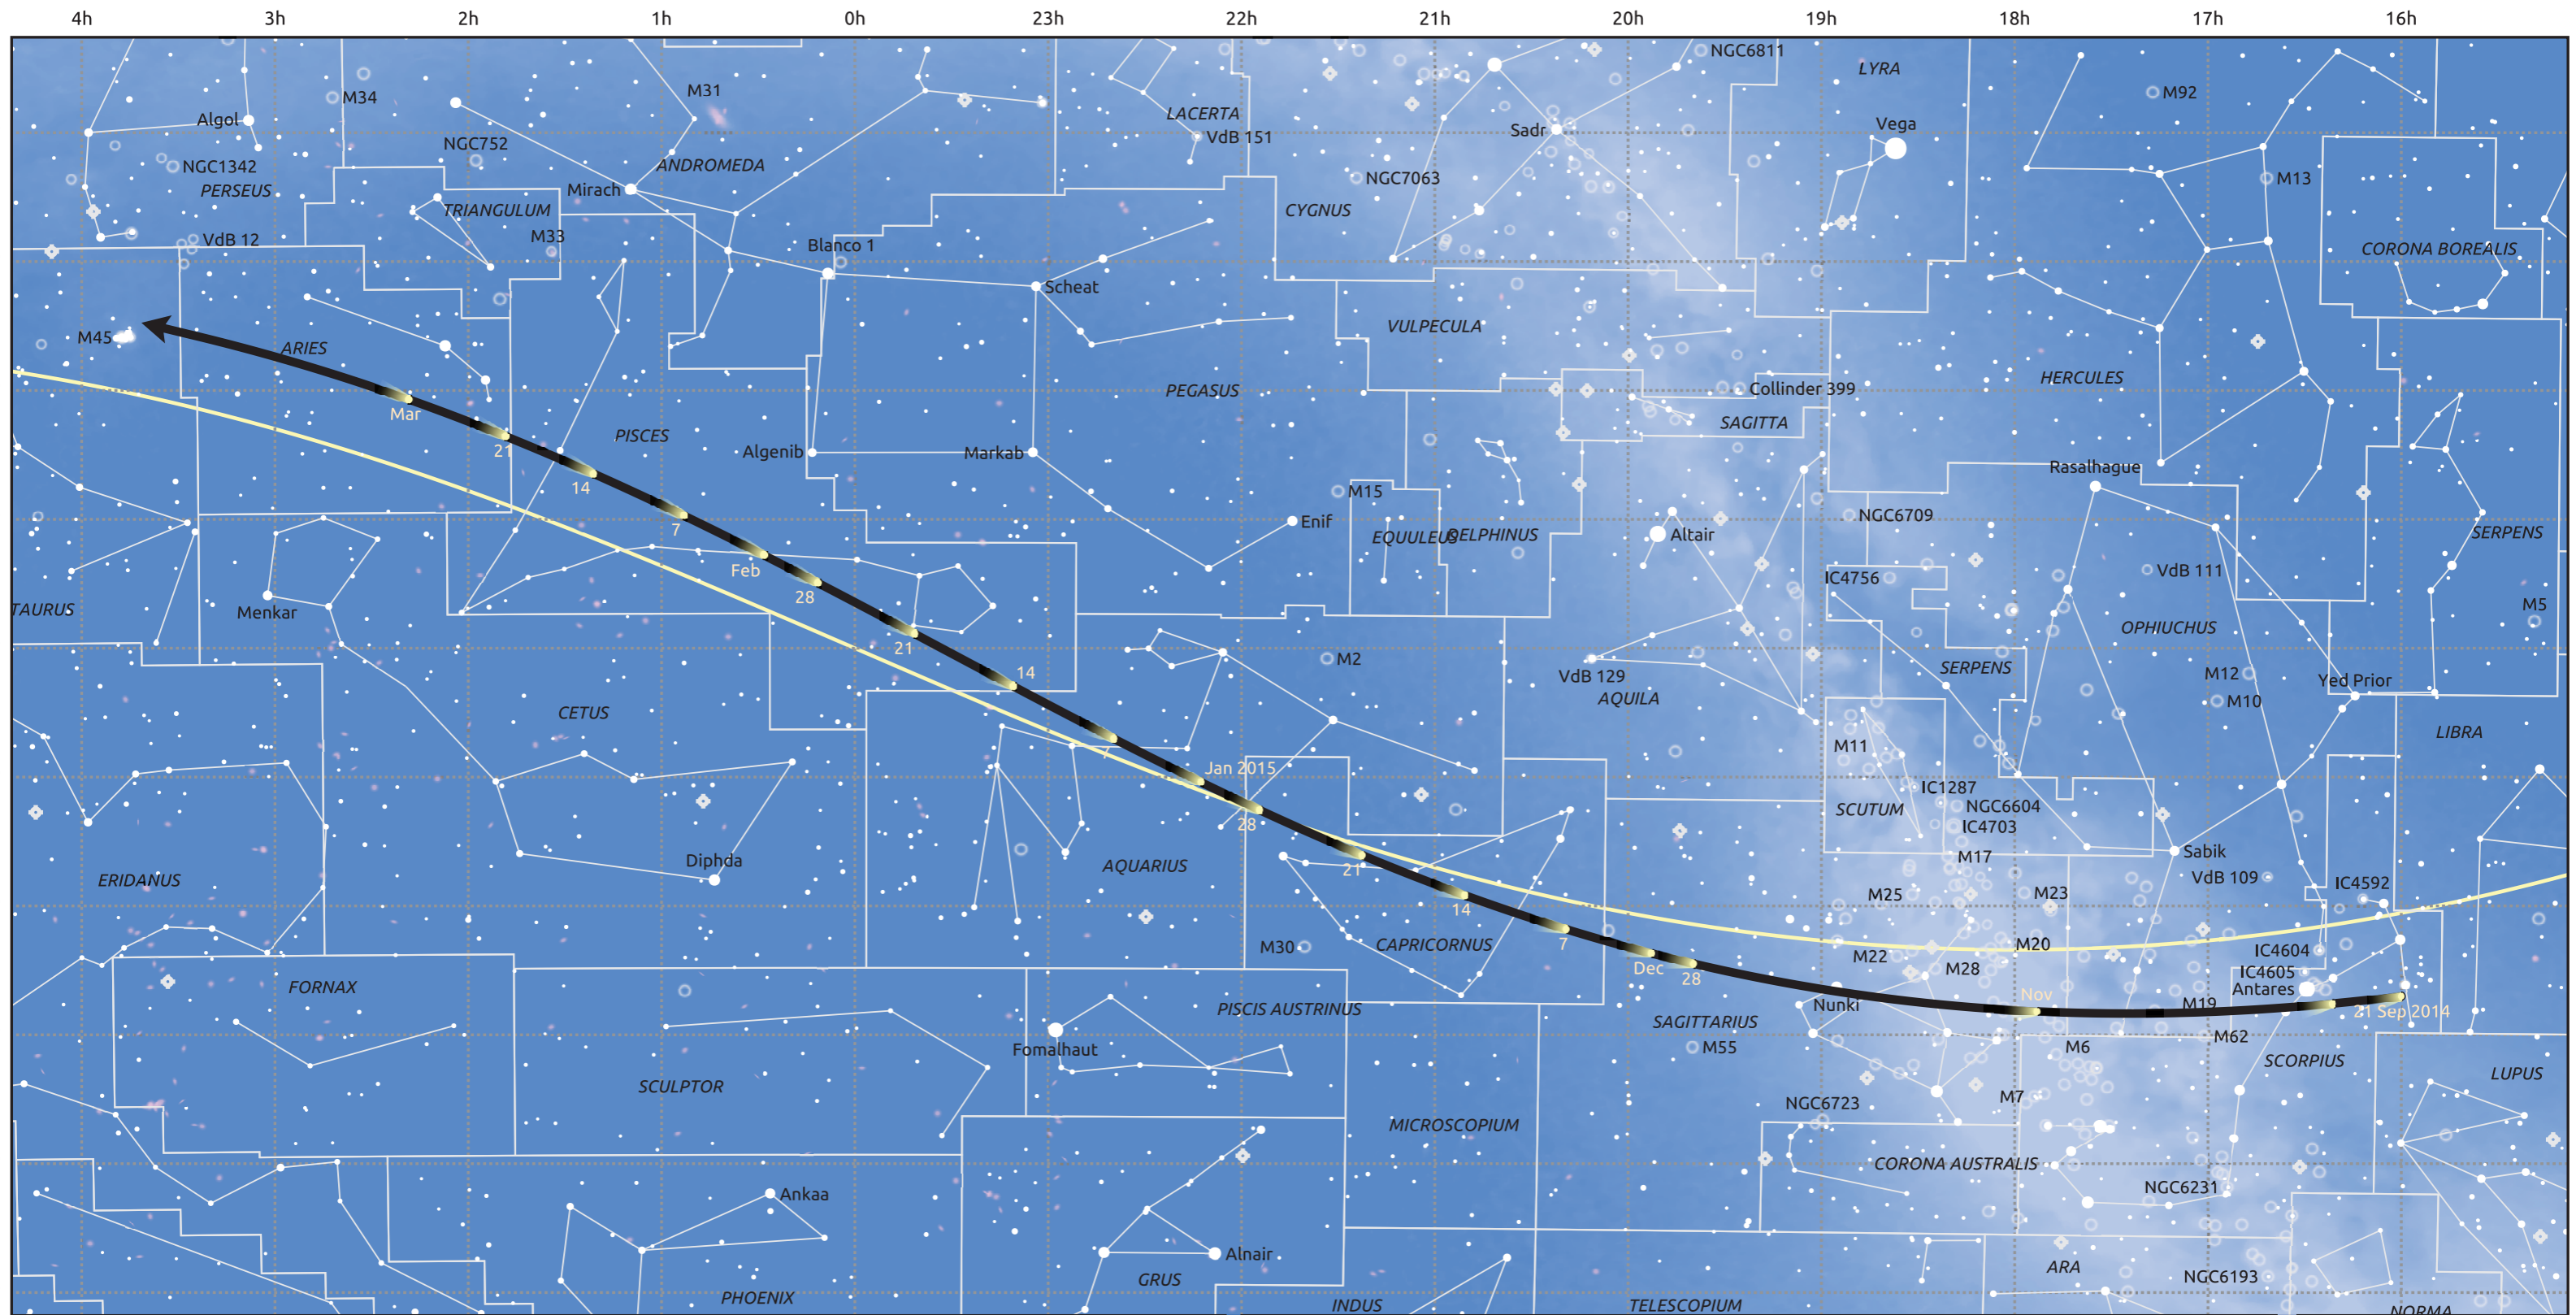 4h 3h 2h 1h 0h 23h 22h 21h 20h 19h 18h 17h 16h
NGC6811
LYRA
M31
M34
M92
LACERTA
Algol
Vega
Sadr
VdB 151
NGC752
ANDROMEDA
NGC1342
NGC7063
M13
PERSEUS
Mirach
TRIANGULUM
CYGNUS
M33
VdB 12
Blanco 1
CORONA BOREALIS
Scheat
VULPECULA
M45
ARIES
HERCULES
PEGASUS
Collinder 399
Mar
SAGITTA
PISCES
21
Algenib
Markab
Rasalhague
14
M15
NGC6709
Enif
7
SERPENS
Altair
EQUULEUS
DELPHINUS
Feb
VdB 111
IC4756
28
M5
TAURUS
Menkar
OPHIUCHUS
21
M2
SERPENS
14
M12
VdB 129
Yed Prior
AQUILA
M10
CETUS
LIBRA
M11
7
Jan 2015
IC1287
NGC6604
SCUTUM
28
IC4703
Sabik
M17
Diphda
AQUARIUS
21
VdB 109
ERIDANUS
IC4592
M25
M23
14
7
CAPRICORNUS
M30
M20
IC4604
M22
Dec
M28
IC4605
28
FORNAX
Antares
Nov
M19
Nunki
PISCIS AUSTRINUS
21 Sep 2014
SAGITTARIUS
M62
Fomalhaut
M55
M6
SCORPIUS
LUPUS
SCULPTOR
M7
NGC6723
MICROSCOPIUM
CORONA AUSTRALIS
NGC6231
Ankaa
Alnair
ARA
GRUS
NGC6193
PHOENIX
INDUS
TELESCOPIUM
NORMA